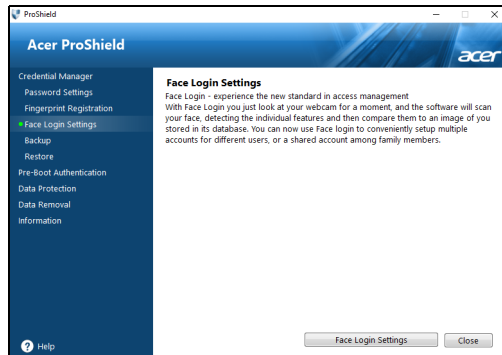 ProShield
Acer ProShield
acer
Credential Manager
Password Settings
Fingerprint Registration
Face Login Settings
Backup
Restore
Pre-Boot Authentication
Data Protection
Data Removal
Information
Help
Face Login Settings
Face Login - experience the new standard in access management
With Face Login you just look at your webcam for a moment, and the software will scan
your face, detecting the individual features and then compare them to an image of you
stored in its database. You can now use Face login to conveniently setup multiple
accounts for different users, or a shared account among family members.
Face Login Settings
Close